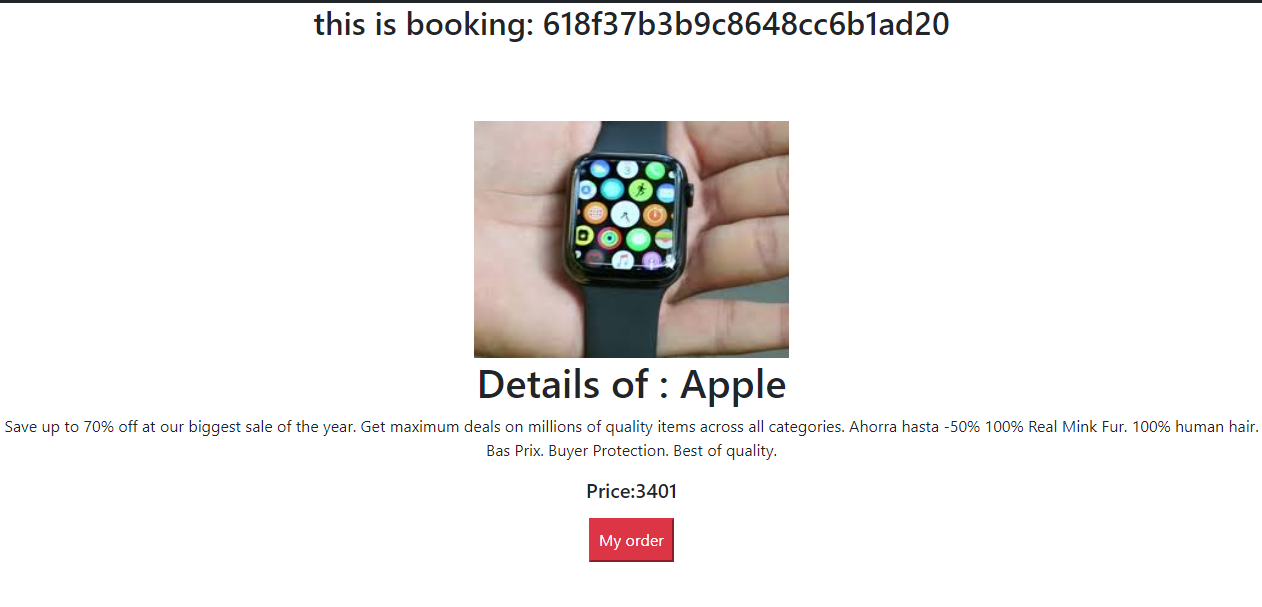 this is booking: 618f37b3b9c8648cc6b1ad20
Details of : Apple
Save up to 70% off at our biggest sale of the year. Get maximum deals on millions of quality items across all categories. Ahorra hasta -50% 100% Real Mink Fur. 100% human hair.
Bas Prix. Buyer Protection. Best of quality.
Price:3401
My order